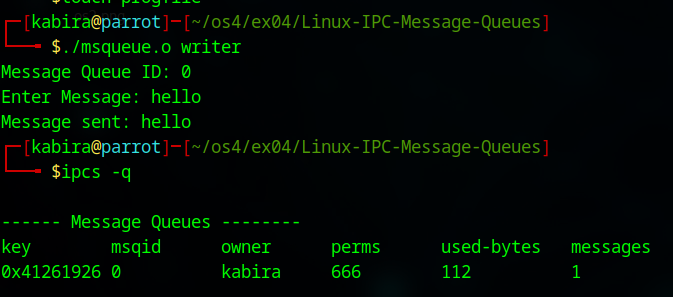 $touch progfile
┌─[kabira@parrot]─[~/os4/ex04/Linux-IPC-Message-Queues]
└──╼ $./msqueue.o writer
Message Queue ID: 0
Enter Message: hello
Message sent: hello
┌─[kabira@parrot]─[~/os4/ex04/Linux-IPC-Message-Queues]
└──╼ $ipcs -q
------ Message Queues --------
key msqid owner perms used-bytes messages
0x41261926 0 kabira 666 112 1